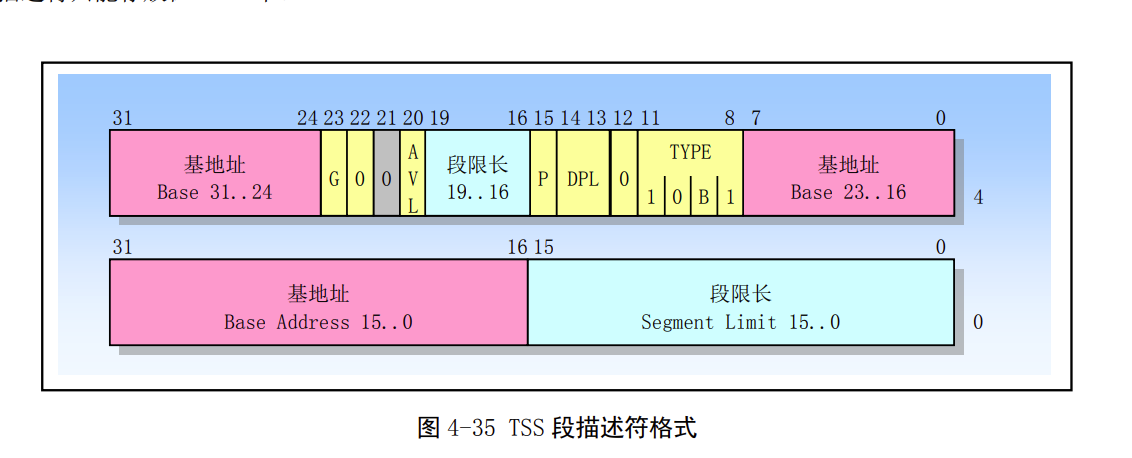 31 24 23 22 21 20 19 16 15 14 13 12 11 8 7 0
基地址 Base 31..24 G 0 0 AVL 段限长 19..16 P DPL 0 TYPE 1 0 B 1 基地址 Base 23..16 4
31 16 15 0
基地址 段限长
Base Address 15..0 Segment Limit 15..0 0
图 4-35 TSS 段描述符格式